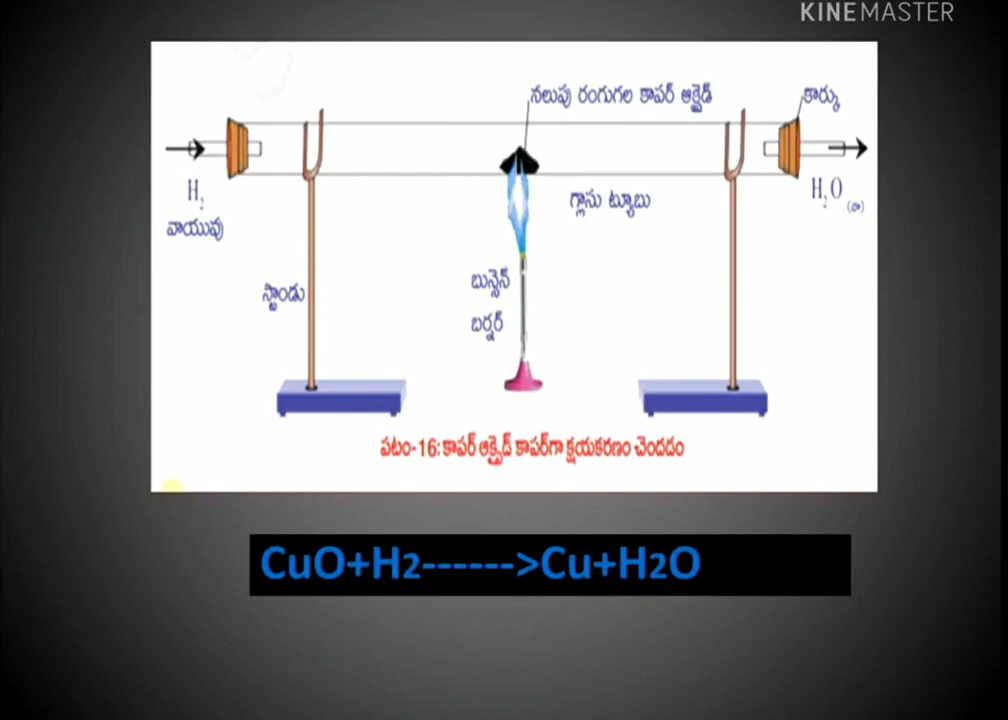 KINEMASTER
నలుపు రంగుగల కాపర్ ఆక్సైడ్
కార్కు
H₂
వాయువు
H₂O
గ్లాసు ట్యూబు
స్టాండు
బున్సెన్
బర్నర్
పటం-16: కాపర్ ఆక్సైడ్ కాపర్‌గా క్షయకరణం చెందడం
CuO+H2------>Cu+H2O